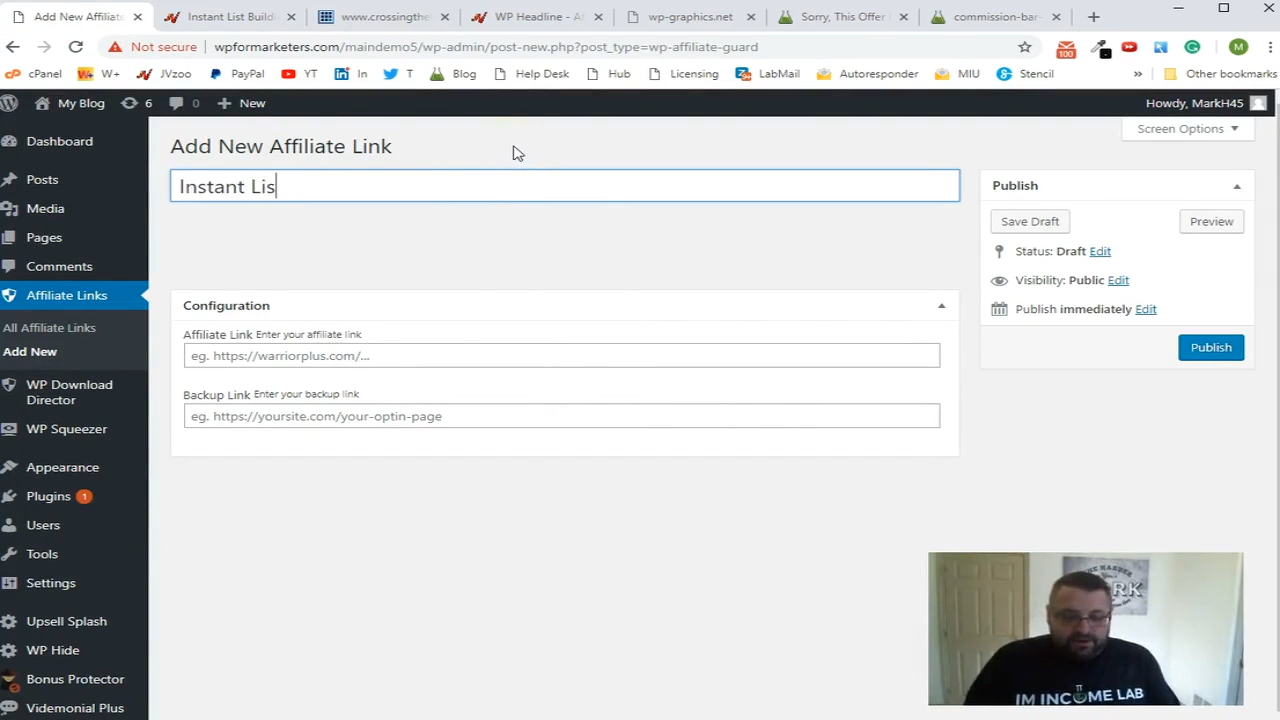 Add New Affiliate
Instant List Build
www.crossingthe
WP Headline - A
wp-graphics.net
Sorry, This Offer
commission-bar-
Not secure wpformarketers.com/maindemo5/wp-admin/post-new.php?post_type=wp-affiliate-guard
100
M
cPanel W+ JVzoo PayPal YT In T Blog Help Desk Hub Licensing LabMail Autoresponder MIU Stencil » Other bookmarks
My Blog 6 0 + New Howdy, MarkH45
Screen Options
Dashboard
Posts
Media
Pages
Comments
Affiliate Links
All Affiliate Links
Add New
WP Download
Director
WP Squeezer
Appearance
Plugins 1
Users
Tools
Settings
Upsell Splash
WP Hide
Bonus Protector
Videmonial Plus
Add New Affiliate Link
Instant Lis
Configuration
Affiliate Link Enter your affiliate link
eg. https://warriorplus.com/...
Backup Link Enter your backup link
eg. https://yoursite.com/your-optin-page
Publish
Save Draft Preview
Status: Draft Edit
Visibility: Public Edit
Publish immediately Edit
Publish
IM INCOME LAB